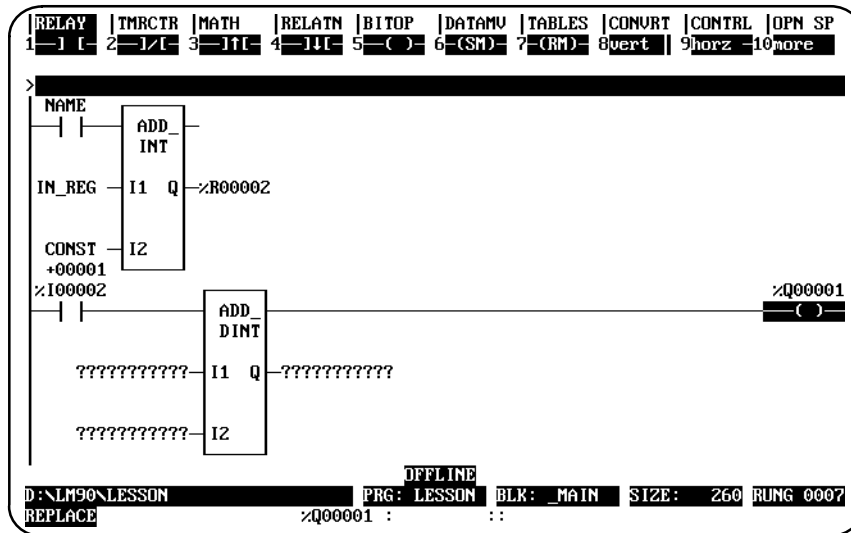 |RELAY |TMRCTR |MATH |RELATN |BITOP |DATAMV |TABLES |CONVRT |CONTRL |OPN SP
1—] [— 2—]/[— 3—]↑[— 4—]↓[— 5—( )— 6—(SM)— 7—(RM)— 8vert | 9horz —10more
>
NAME
ADD_
INT
IN_REG I1 Q %R00002
CONST I2
+00001
%I00002 %Q00001
ADD_ —( )—
DINT
??????????? I1 Q ???????????
??????????? I2
OFFLINE
D:\LM90\LESSON PRG: LESSON BLK: _MAIN SIZE: 260 RUNG 0007
REPLACE %Q00001 : ::